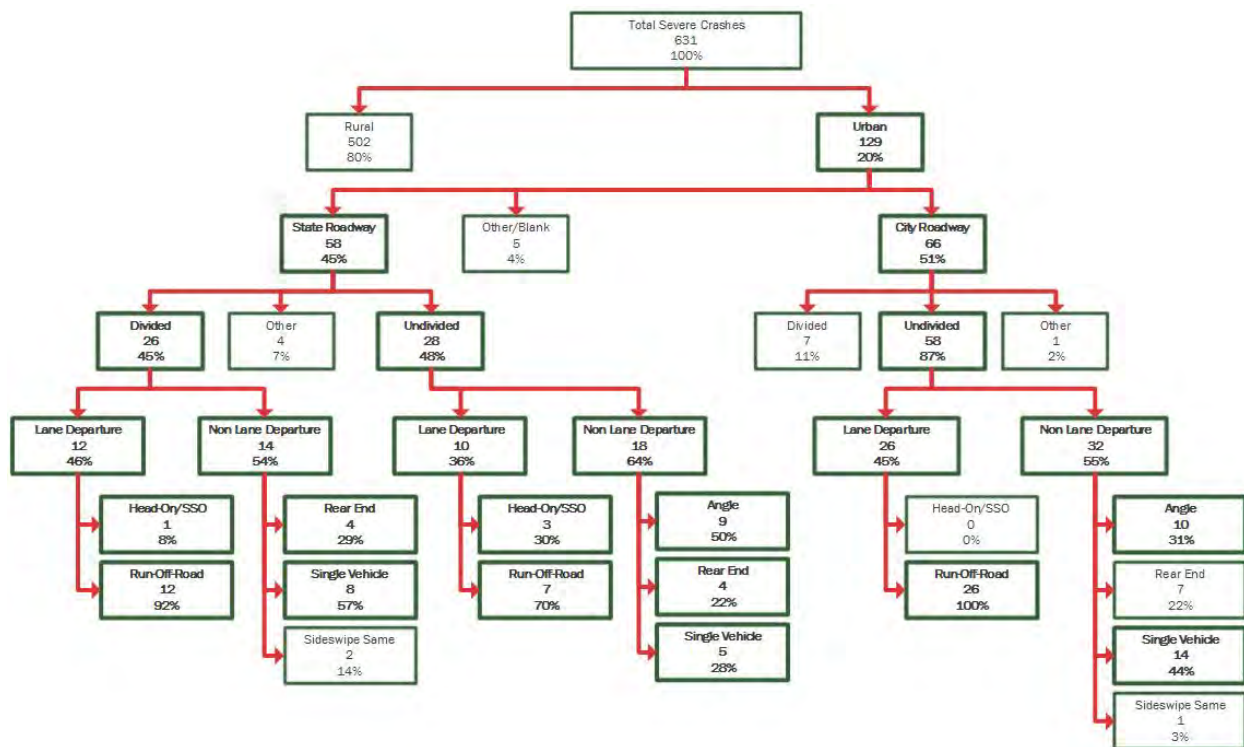 Total Severe Crashes
631
100%
Rural
502
80%
Urban
129
20%
State Roadway
58
45%
Other/Blank
5
4%
City Roadway
66
51%
Divided
26
45%
Other
4
7%
Undivided
28
48%
Divided
7
11%
Undivided
58
87%
Other
1
2%
Lane Departure
12
46%
Non Lane Departure
14
54%
Lane Departure
10
36%
Non Lane Departure
18
64%
Lane Departure
26
45%
Non Lane Departure
32
55%
Head-On/SSO
1
8%
Run-Off-Road
12
92%
Rear End
4
29%
Single Vehicle
8
57%
Sideswipe Same
2
14%
Head-On/SSO
3
30%
Run-Off-Road
7
70%
Angle
9
50%
Rear End
4
22%
Single Vehicle
5
28%
Head-On/SSO
0
0%
Run-Off-Road
26
100%
Angle
10
31%
Rear End
7
22%
Single Vehicle
14
44%
Sideswipe Same
1
3%